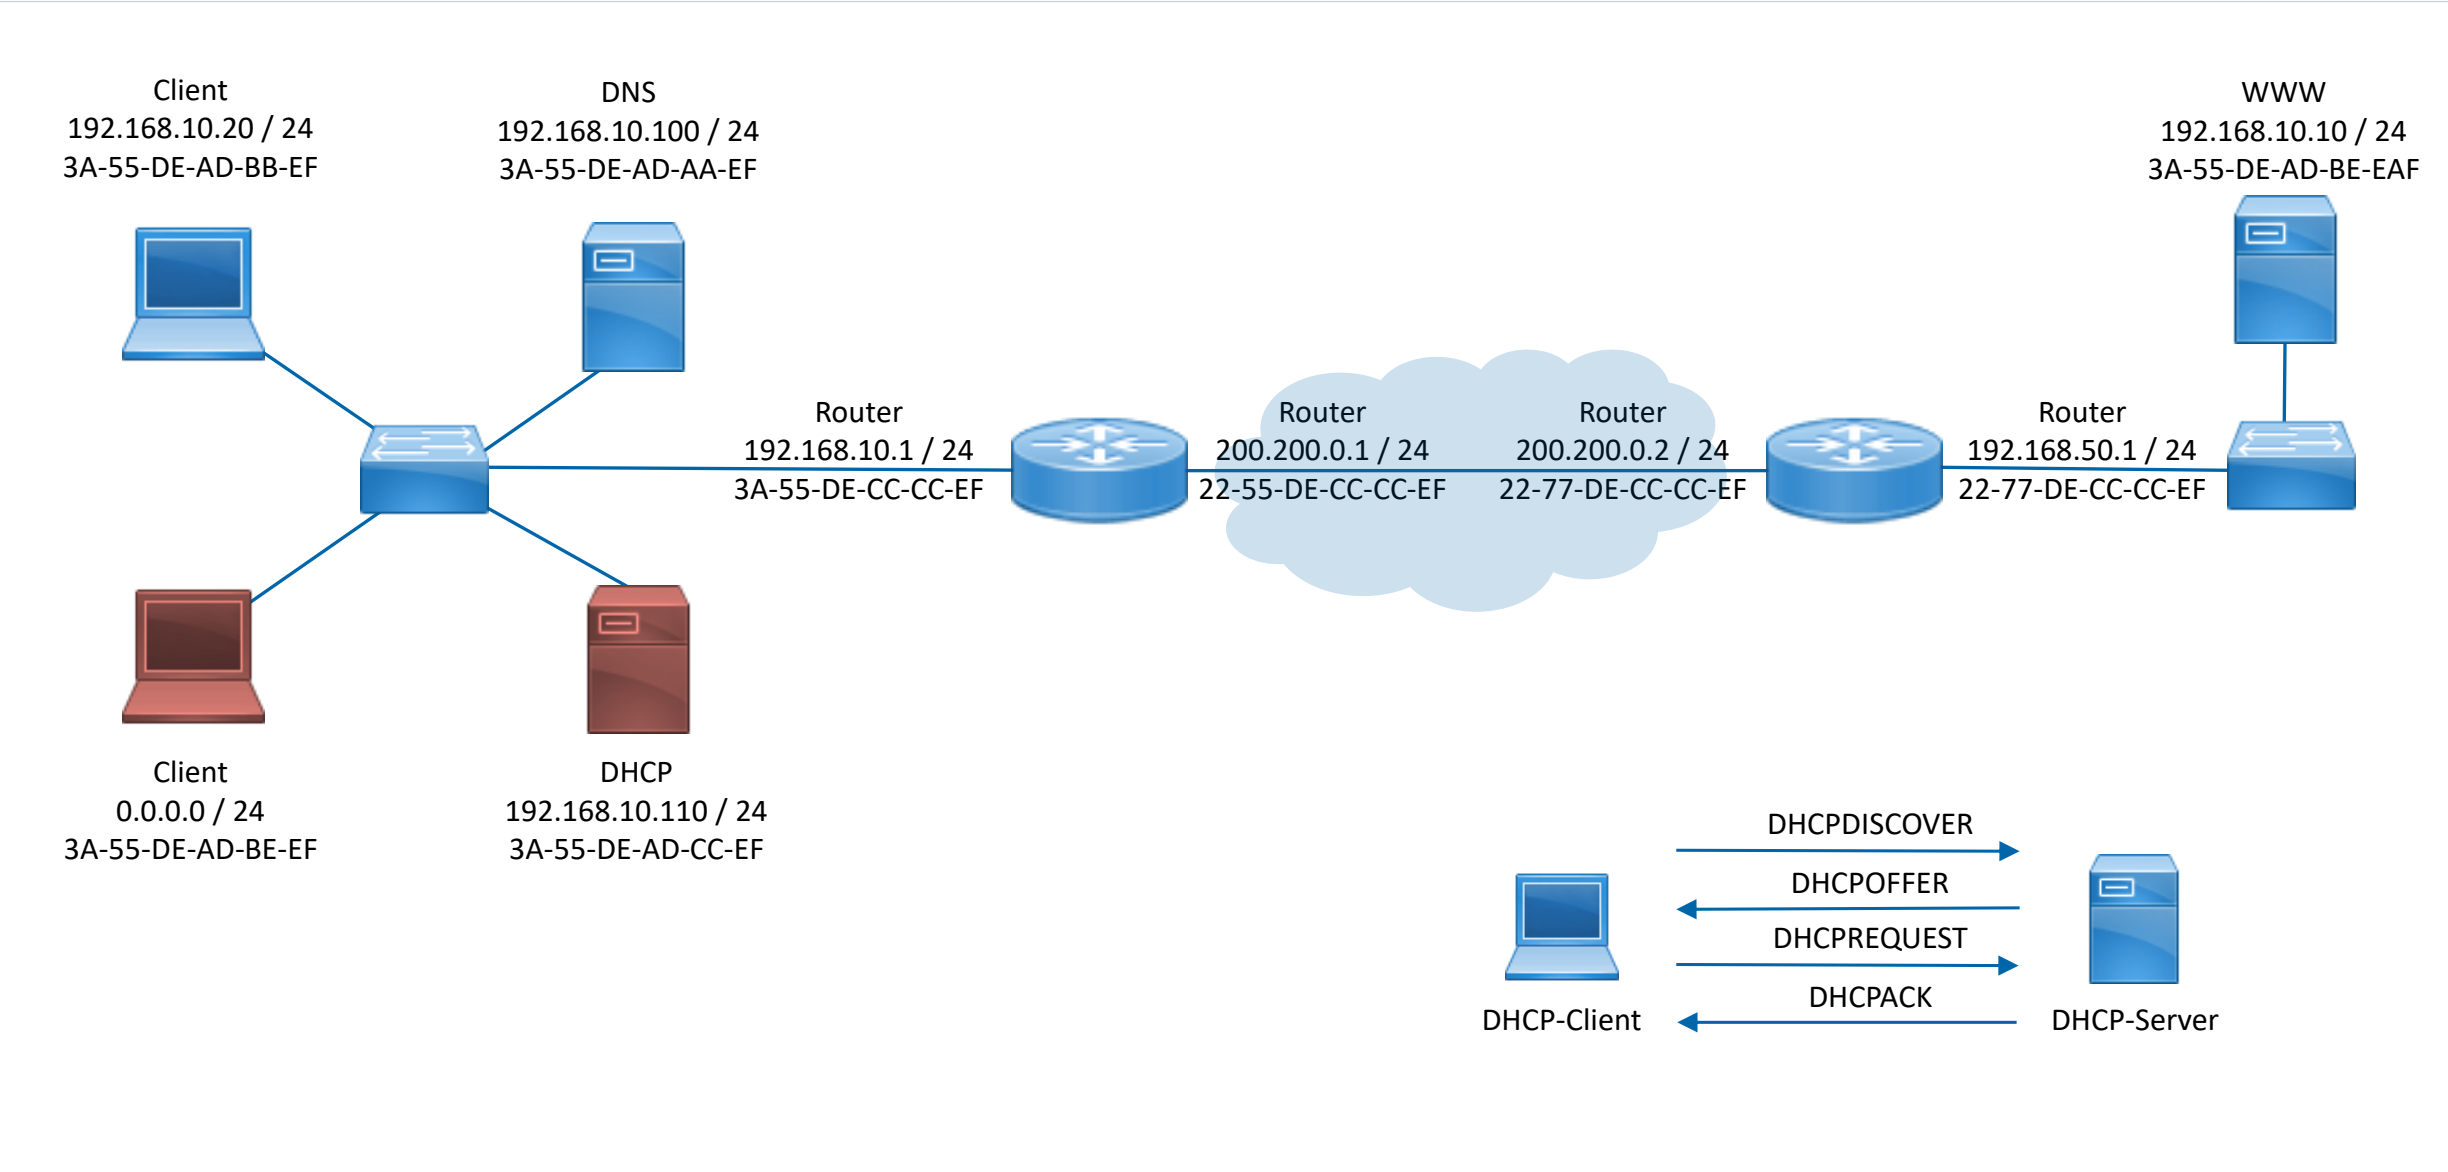 Client
192.168.10.20 / 24
3A-55-DE-AD-BB-EF
DNS
192.168.10.100 / 24
3A-55-DE-AD-AA-EF
WWW
192.168.10.10 / 24
3A-55-DE-AD-BE-EAF
Router
192.168.10.1 / 24
3A-55-DE-CC-CC-EF
Router
200.200.0.1 / 24
22-55-DE-CC-CC-EF
Router
200.200.0.2 / 24
22-77-DE-CC-CC-EF
Router
192.168.50.1 / 24
22-77-DE-CC-CC-EF
Client
0.0.0.0 / 24
3A-55-DE-AD-BE-EF
DHCP
192.168.10.110 / 24
3A-55-DE-AD-CC-EF
DHCPDISCOVER
DHCPOFFER
DHCPREQUEST
DHCPACK
DHCP-Client
DHCP-Server